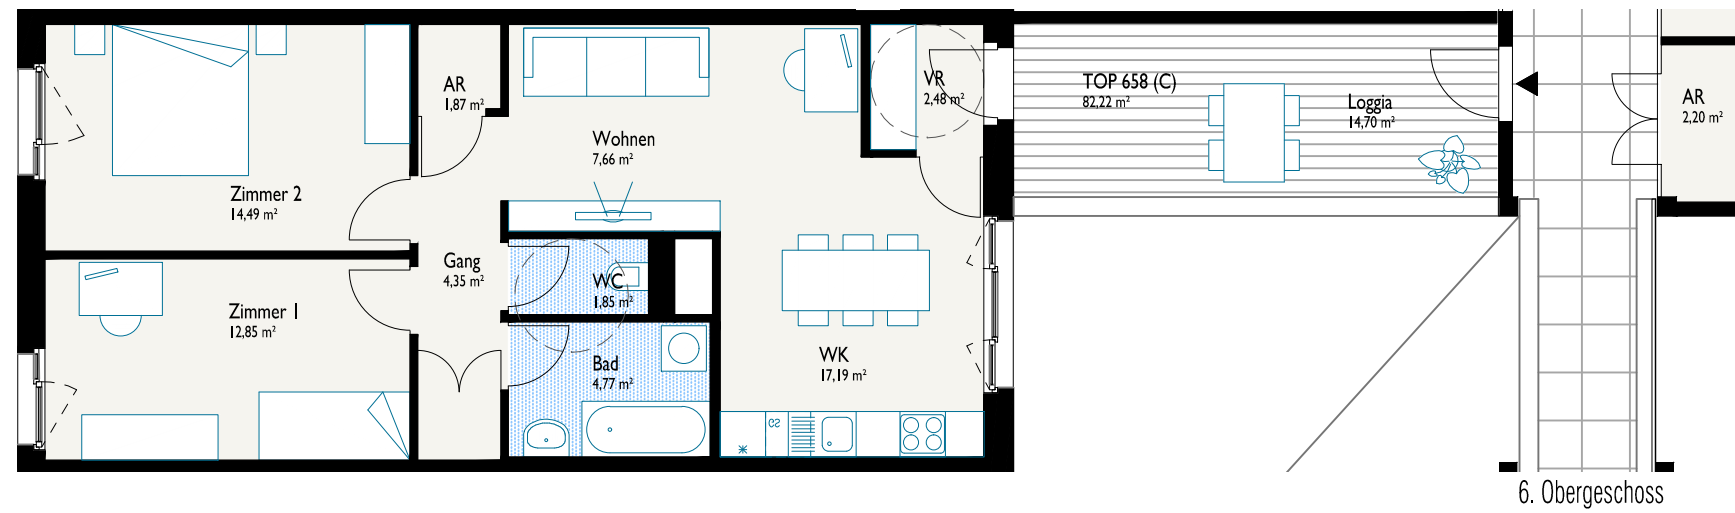 AR
1,87 m²
VR
2,48 m²
TOP 658 (C)
82,22 m²
Loggia
14,70 m²
AR
2,20 m²
Wohnen
7,66 m²
Zimmer 2
14,49 m²
Gang
4,35 m²
WC
1,85 m²
Zimmer 1
12,85 m²
Bad
4,77 m²
WK
17,19 m²
GS
6. Obergeschoss